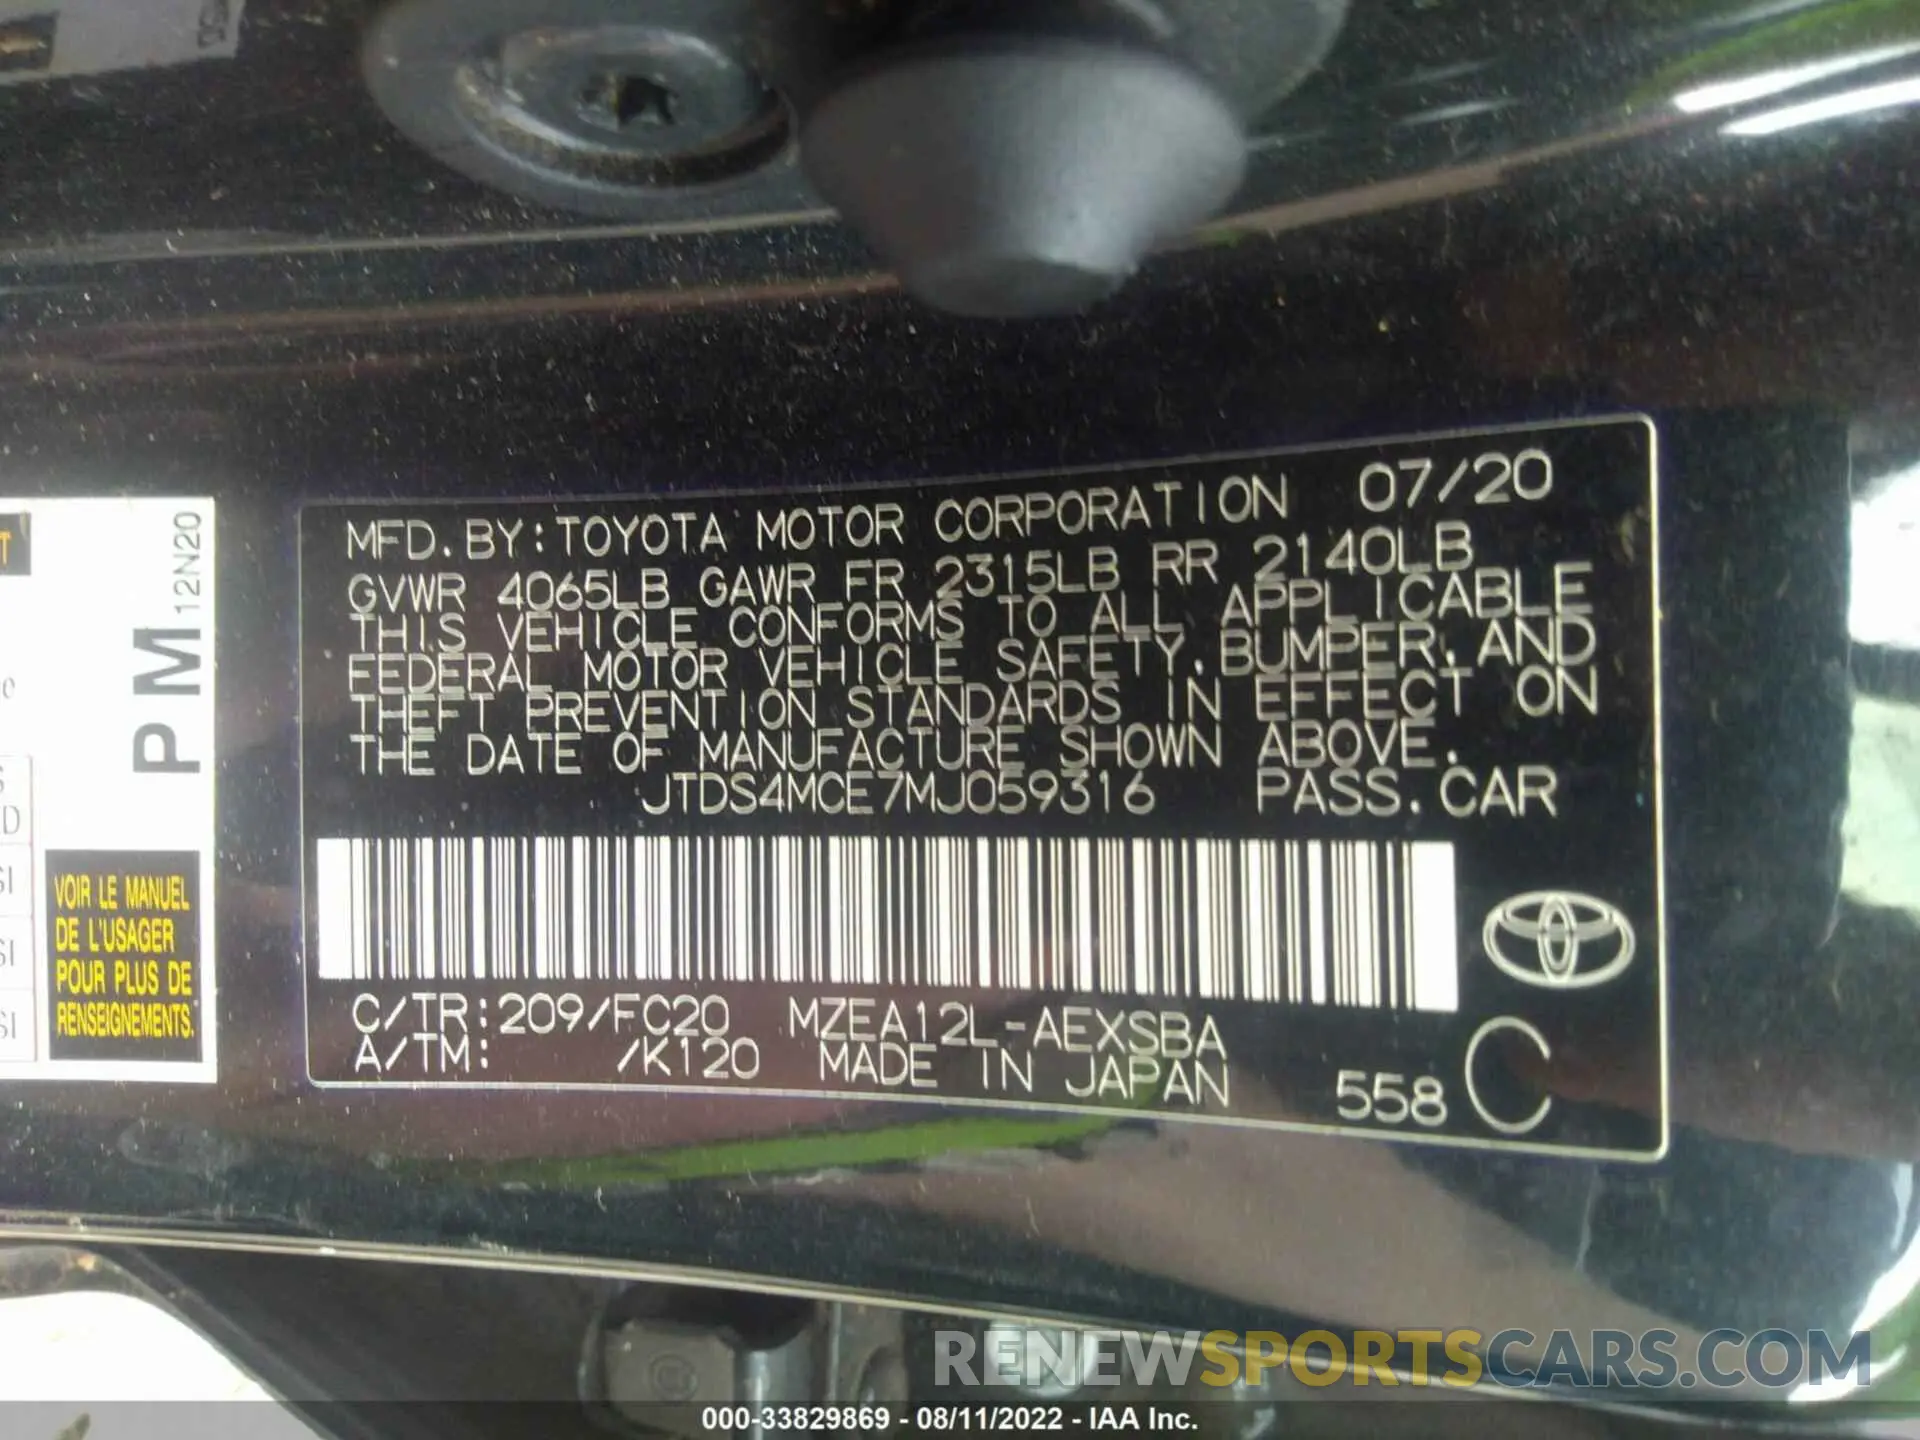 MFD. BY: TOYOTA MOTOR CORPORATION 07/20
GVWR 4065LB GAWR FR 2315LB RR 2140LB
THIS VEHICLE CONFORMS TO ALL APPLICABLE
FEDERAL MOTOR VEHICLE SAFETY, BUMPER, AND
THEFT PREVENTION STANDARDS IN EFFECT ON
THE DATE OF MANUFACTURE SHOWN ABOVE.
JTDS4MCE7MJ059316 PASS. CAR
C/TR: 209/FC20 MZEA12L-AEXSBA
A/TM: /K120 MADE IN JAPAN
558 C
PM 12N20
VOIR LE MANUEL
DE L'USAGER
POUR PLUS DE
RENSEIGNEMENTS.
RENEWSPORTSCARS.COM
000-33829869 - 08/11/2022 - IAA Inc.